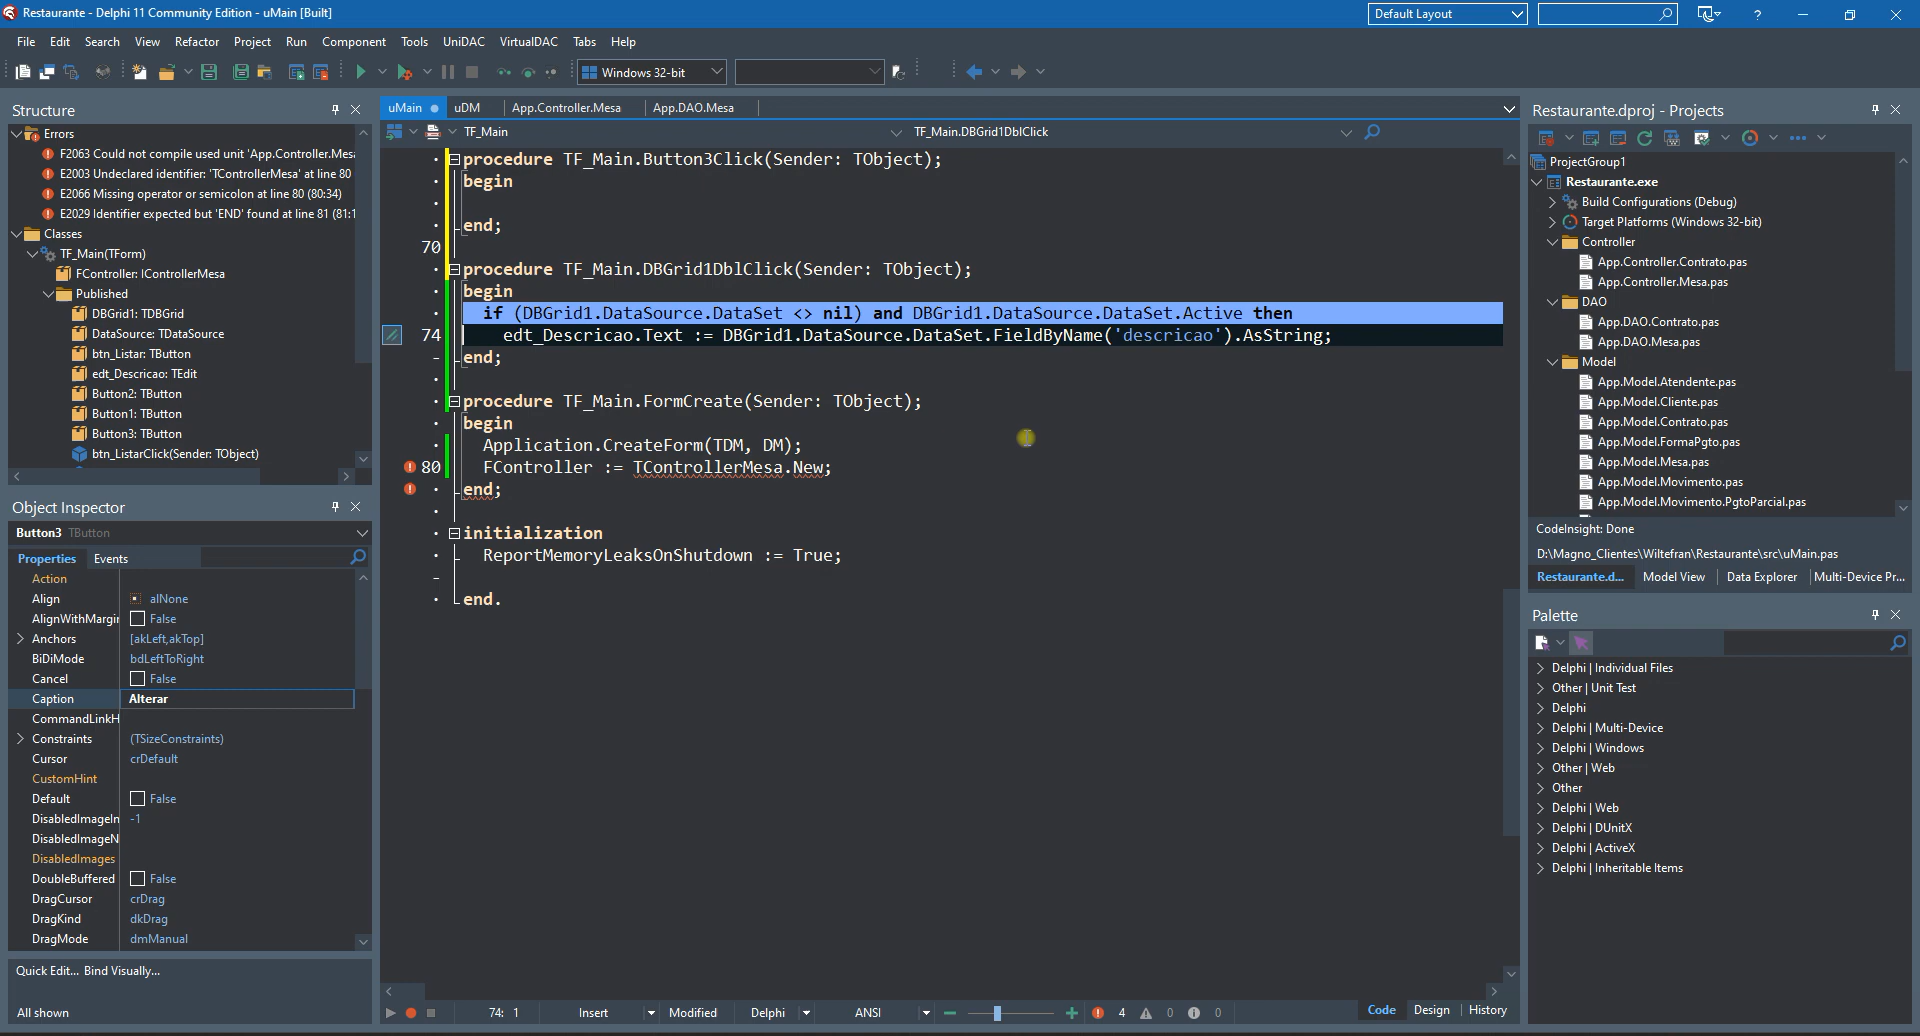 Restaurante - Delphi 11 Community Edition - uMain [Built]
Default Layout
File Edit Search View Refactor Project Run Component Tools UniDAC VirtualDAC Tabs Help
Windows 32-bit
Structure
Errors
F2063 Could not compile used unit 'App.Controller.Mesa
E2003 Undeclared identifier: 'TControllerMesa' at line 80
E2066 Missing operator or semicolon at line 80 (80:34)
E2029 Identifier expected but 'END' found at line 81 (81:1
Classes
TF_Main(TForm)
FController: IControllerMesa
Published
DBGrid1: TDBGrid
DataSource: TDataSource
btn_Listar: TButton
edt_Descricao: TEdit
Button2: TButton
Button1: TButton
Button3: TButton
btn_ListarClick(Sender: TObject)
Object Inspector
Button3 TButton
Properties Events
Action
Align alNone
AlignWithMargin False
Anchors [akLeft,akTop]
BiDiMode bdLeftToRight
Cancel False
Caption Alterar
CommandLinkH
Constraints (TSizeConstraints)
Cursor crDefault
CustomHint
Default False
DisabledImageIn -1
DisabledImageN
DisabledImages
DoubleBuffered False
DragCursor crDrag
DragKind dkDrag
DragMode dmManual
Quick Edit... Bind Visually...
All shown
uMain uDM App.Controller.Mesa App.DAO.Mesa
TF_Main TF_Main.DBGrid1DblClick
procedure TF_Main.Button3Click(Sender: TObject);
begin
end;
70
procedure TF_Main.DBGrid1DblClick(Sender: TObject);
begin
if (DBGrid1.DataSource.DataSet <> nil) and DBGrid1.DataSource.DataSet.Active then
74 edt_Descricao.Text := DBGrid1.DataSource.DataSet.FieldByName('descricao').AsString;
end;
procedure TF_Main.FormCreate(Sender: TObject);
begin
Application.CreateForm(TDM, DM);
80 FController := TControllerMesa.New;
end;
initialization
ReportMemoryLeaksOnShutdown := True;
end.
74: 1 Insert Modified Delphi ANSI 4 0 0 Code Design History
Restaurante.dproj - Projects
ProjectGroup1
Restaurante.exe
Build Configurations (Debug)
Target Platforms (Windows 32-bit)
Controller
App.Controller.Contrato.pas
App.Controller.Mesa.pas
DAO
App.DAO.Contrato.pas
App.DAO.Mesa.pas
Model
App.Model.Atendente.pas
App.Model.Cliente.pas
App.Model.Contrato.pas
App.Model.FormaPgto.pas
App.Model.Mesa.pas
App.Model.Movimento.pas
App.Model.Movimento.PgtoParcial.pas
CodeInsight: Done
D:\Magno_Clientes\Wiltefran\Restaurante\src\uMain.pas
Restaurante.d... Model View Data Explorer Multi-Device Pr...
Palette
Delphi | Individual Files
Other | Unit Test
Delphi
Delphi | Multi-Device
Delphi | Windows
Other | Web
Other
Delphi | Web
Delphi | DUnitX
Delphi | ActiveX
Delphi | Inheritable Items